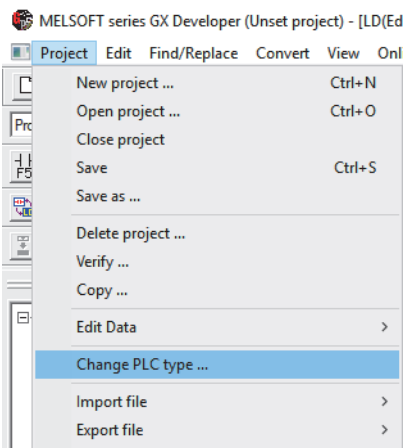 MELSOFT series GX Developer (Unset project) - [LD(Ed
Project Edit Find/Replace Convert View Onl
New project ... Ctrl+N
Open project ... Ctrl+O
Pro
Close project
Save Ctrl+S
F5
Save as ...
Delete project ...
Verify ...
Copy ...
Edit Data >
Change PLC type ...
Import file >
Export file >